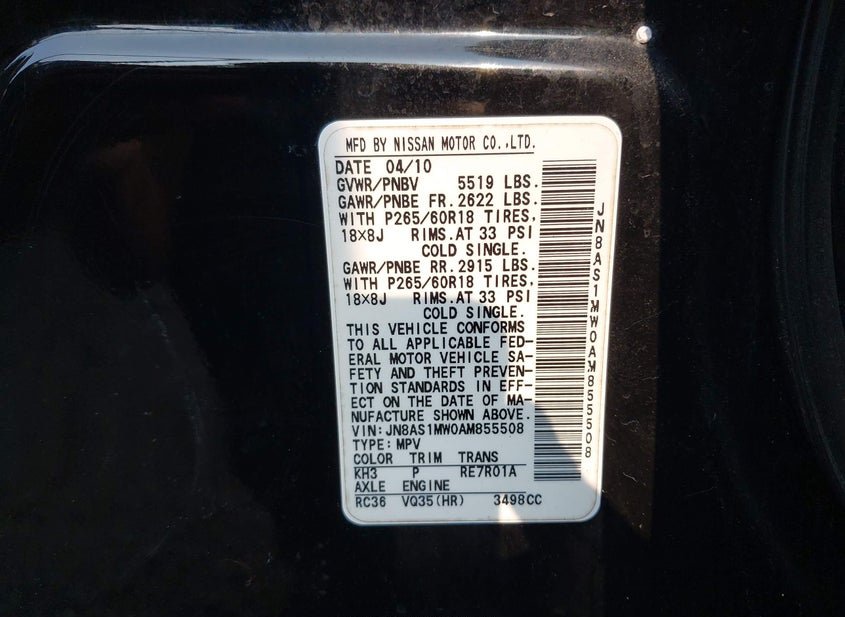 MFD BY NISSAN MOTOR CO.,LTD.
DATE 04/10
GVWR/PNBV 5519 LBS.
GAWR/PNBE FR.2622 LBS.
WITH P265/60R18 TIRES,
18×8J RIMS.AT 33 PSI
COLD SINGLE.
GAWR/PNBE RR.2915 LBS.
WITH P265/60R18 TIRES,
18×8J RIMS.AT 33 PSI
COLD SINGLE.
THIS VEHICLE CONFORMS
TO ALL APPLICABLE FED-
ERAL MOTOR VEHICLE SA-
FETY AND THEFT PREVEN-
TION STANDARDS IN EFF-
ECT ON THE DATE OF MA-
NUFACTURE SHOWN ABOVE.
VIN:JN8AS1MW0AM855508
TYPE:MPV
COLOR TRIM TRANS
KH3 P RE7R01A
AXLE ENGINE
RC36 VQ35(HR) 3498CC
JN8AS1MW0AM855508